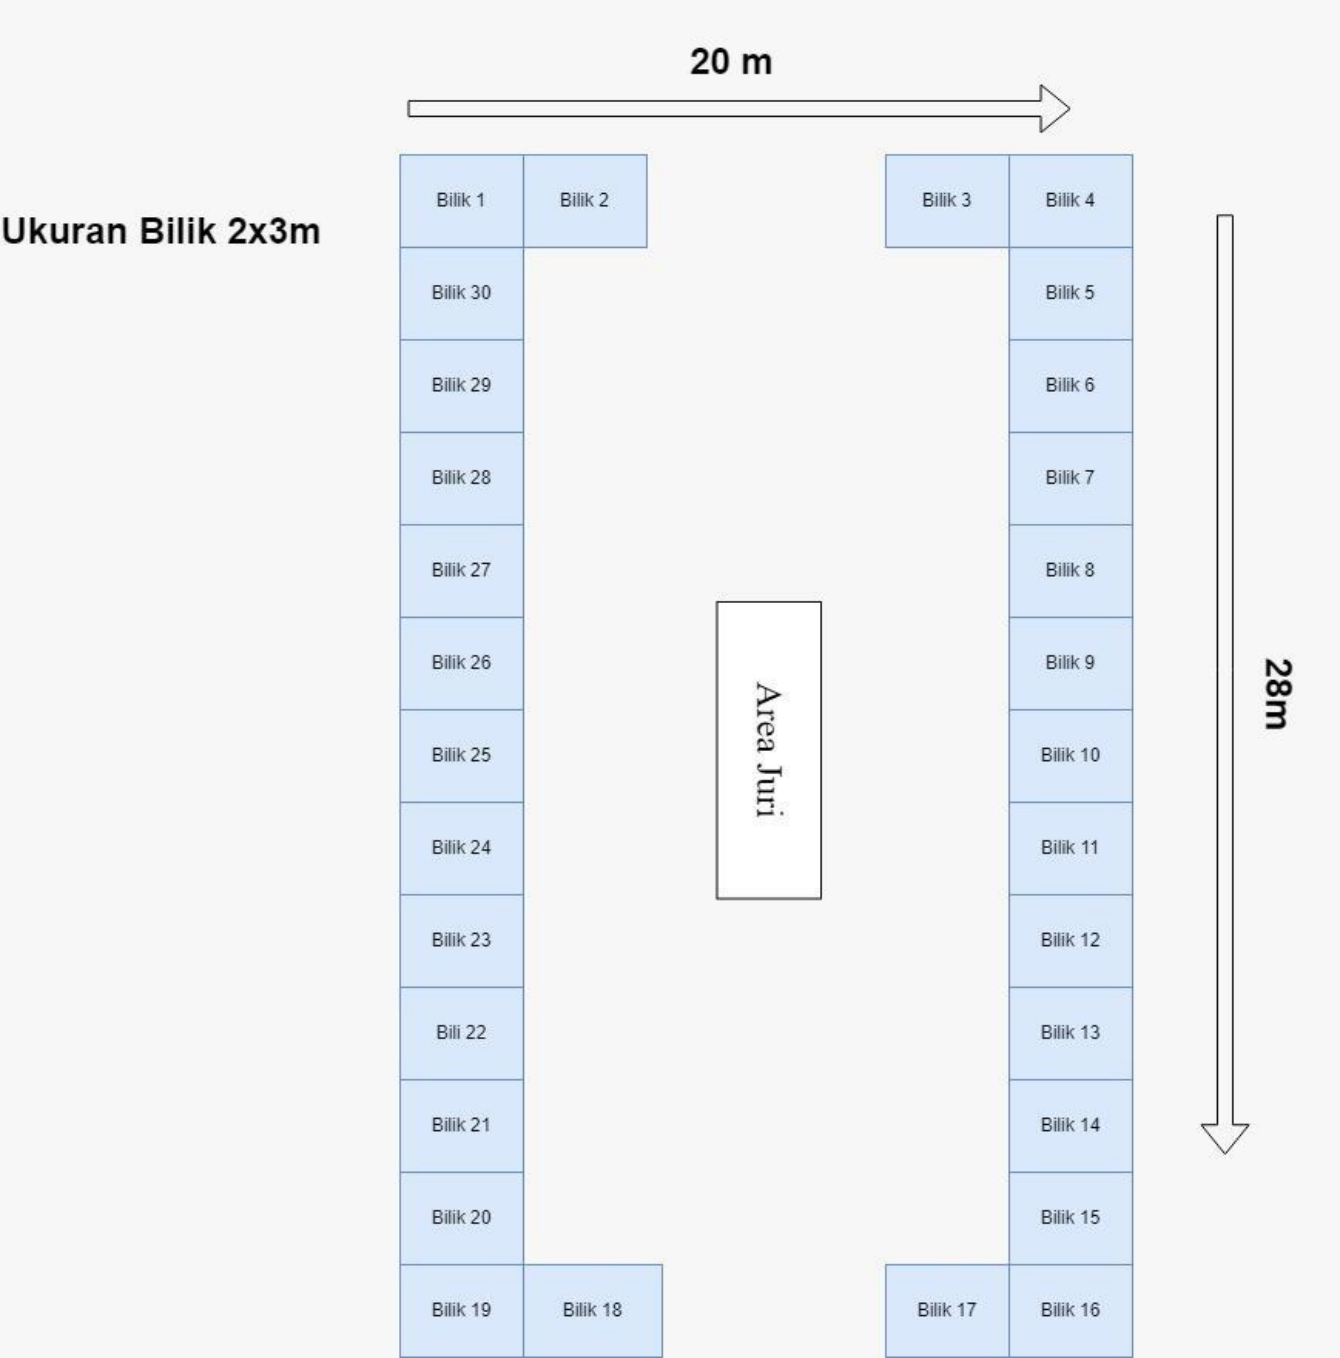 20 m
Ukuran Bilik 2x3m
Bilik 1
Bilik 2
Bilik 3
Bilik 4
Bilik 30
Bilik 5
Bilik 29
Bilik 6
Bilik 28
Bilik 7
Bilik 27
Bilik 8
Bilik 26
Bilik 9
28m
Area Juri
Bilik 25
Bilik 10
Bilik 24
Bilik 11
Bilik 23
Bilik 12
Bili 22
Bilik 13
Bilik 21
Bilik 14
Bilik 20
Bilik 15
Bilik 19
Bilik 18
Bilik 17
Bilik 16